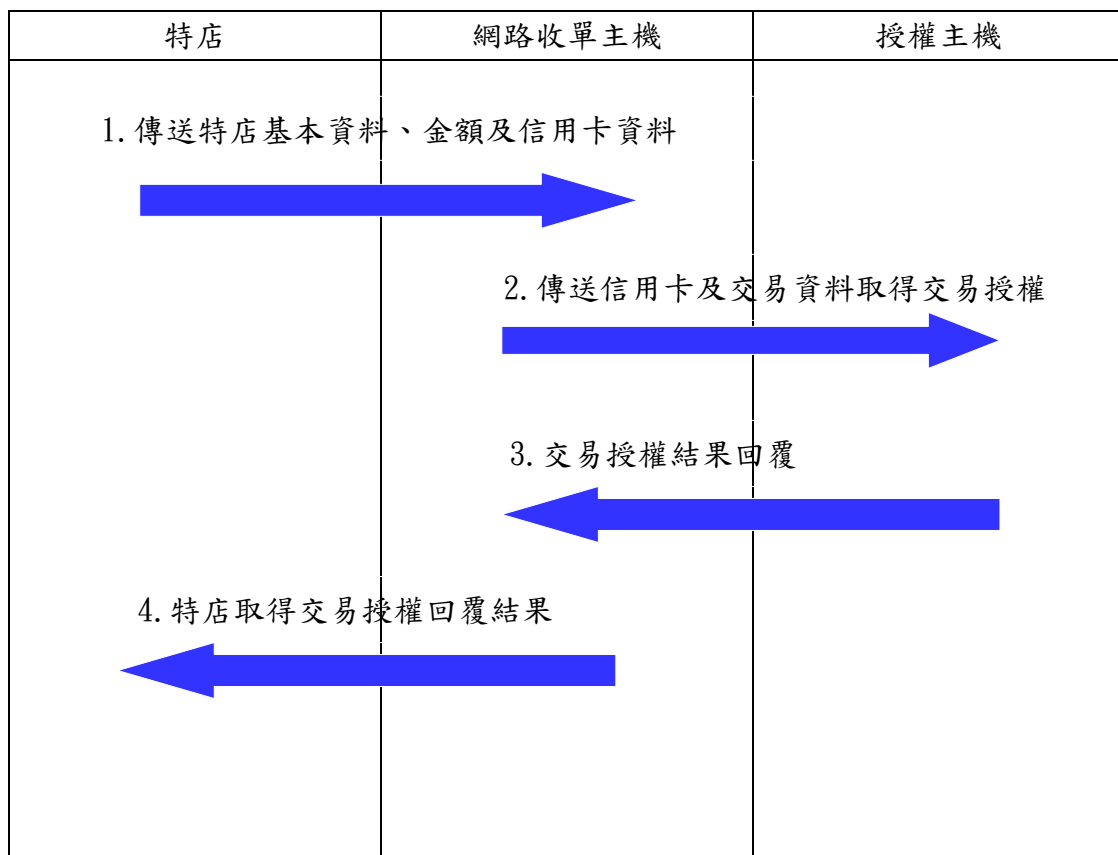 特店
網路收單主機
授權主機
1.傳送特店基本資料、金額及信用卡資料
2.傳送信用卡及交易資料取得交易授權
3.交易授權結果回覆
4.特店取得交易授權回覆結果